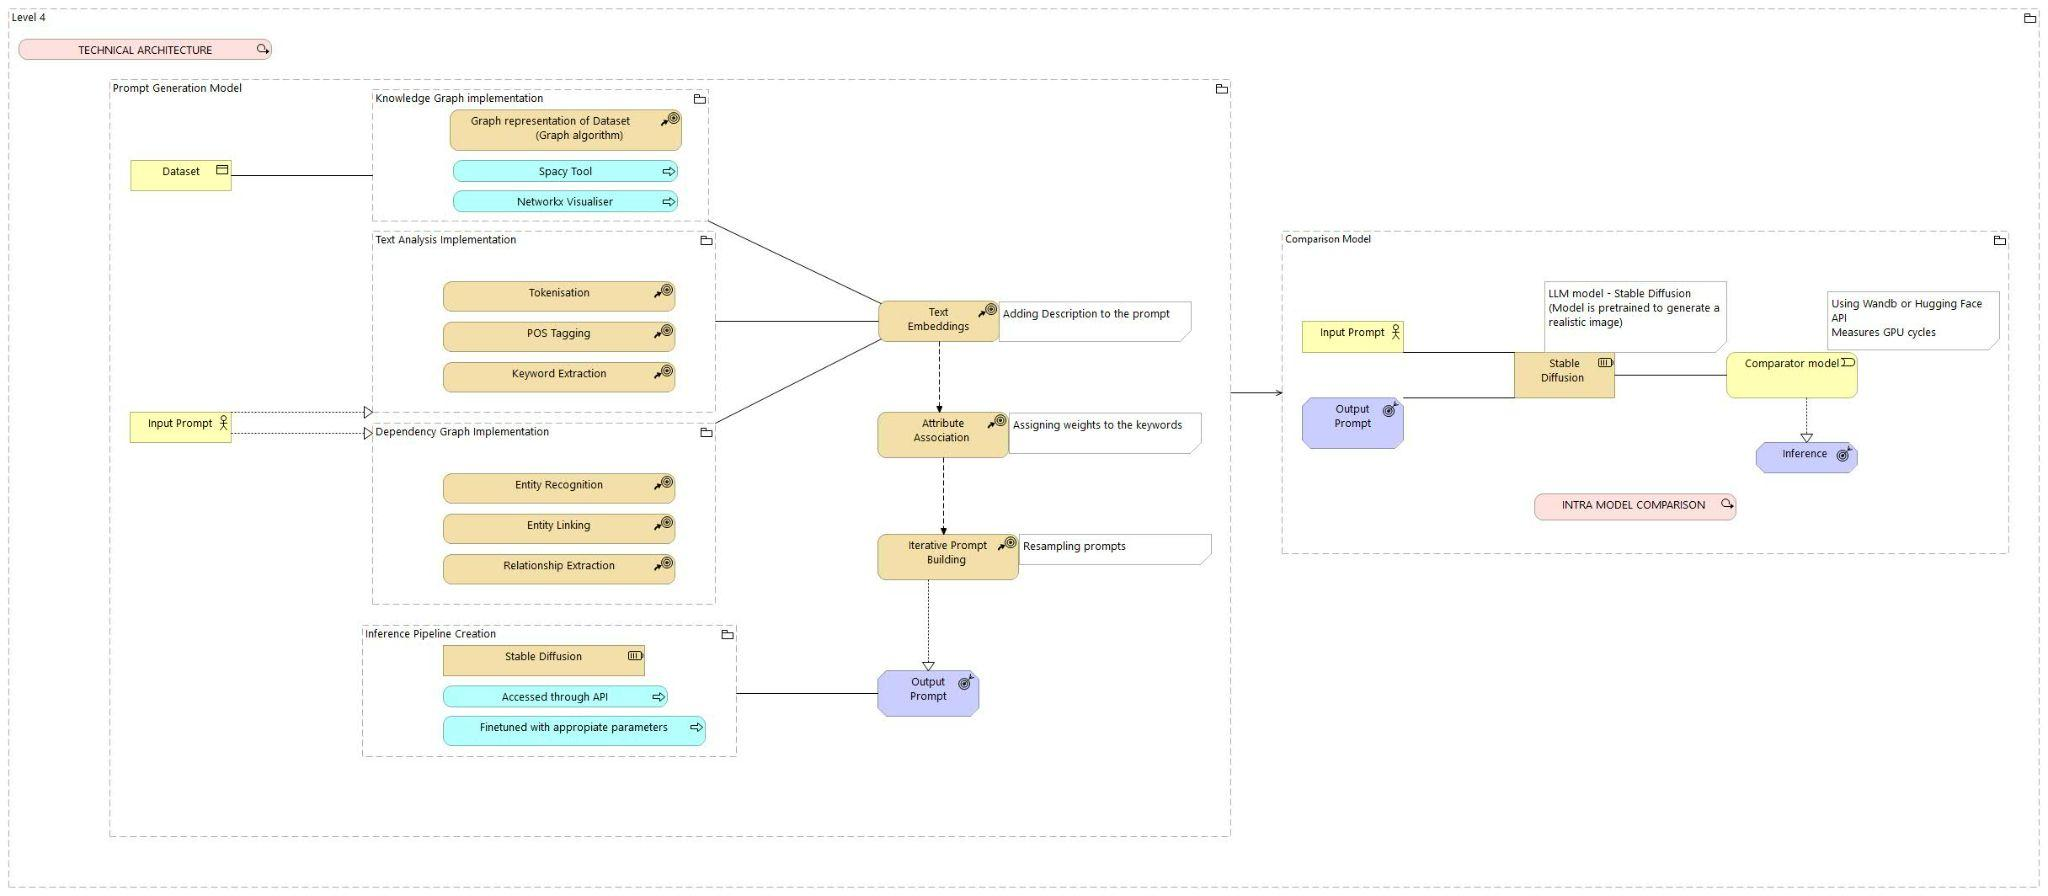 Level 4
TECHNICAL ARCHITECTURE
Prompt Generation Model
Knowledge Graph implementation
Graph representation of Dataset
(Graph algorithm)
Dataset
Spacy Tool
Networkx Visualiser
Text Analysis Implementation
Tokenisation
POS Tagging
Keyword Extraction
Input Prompt
Dependency Graph Implementation
Entity Recognition
Entity Linking
Relationship Extraction
Inference Pipeline Creation
Stable Diffusion
Accessed through API
Finetuned with appropiate parameters
Text
Embeddings
Adding Description to the prompt
Attribute
Association
Assigning weights to the keywords
Iterative Prompt
Building
Resampling prompts
Output
Prompt
Comparison Model
LLM model - Stable Diffusion
(Model is pretrained to generate a
realistic image)
Using Wandb or Hugging Face
API
Measures GPU cycles
Input Prompt
Stable
Diffusion
Comparator model
Output
Prompt
Inference
INTRA MODEL COMPARISON